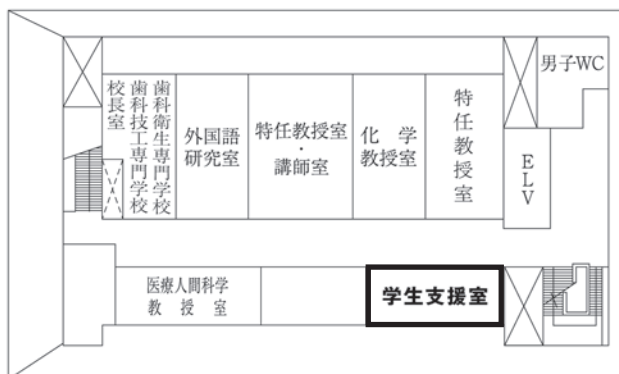 歯科衛生専門学校
歯科技工専門学校
校長室
外国語
研究室
特任教授室
・
講師室
化　学
教授室
特任教授室
男子WC
ELV
医療人間科学
教　授　室
学生支援室